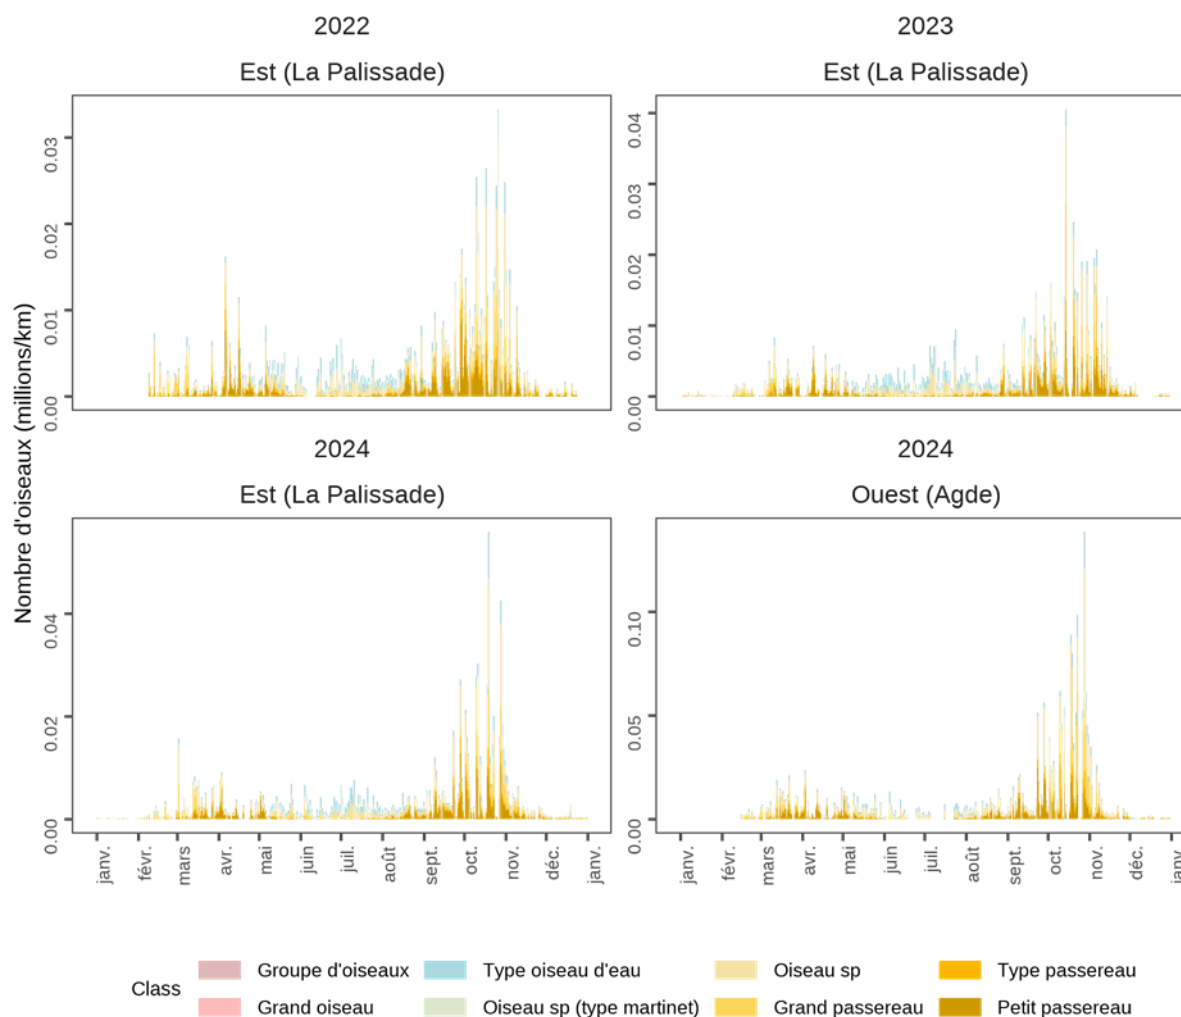 2022
2023
Est (La Palissade)
Est (La Palissade)
0.03
0.02
0.01
0.00
0.04
0.03
0.02
0.01
0.00
Nombre d'oiseaux (millions/km)
2024
2024
Est (La Palissade)
Ouest (Agde)
0.04
0.02
0.00
0.10
0.05
0.00
janv. févr. mars avr. mai juin juil. août sept. oct. nov. déc. janv.
janv. févr. mars avr. mai juin juil. août sept. oct. nov. déc. janv
Class
Groupe d'oiseaux Type oiseau d'eau Oiseau sp Type passereau
Grand oiseau Oiseau sp (type martinet) Grand passereau Petit passereau